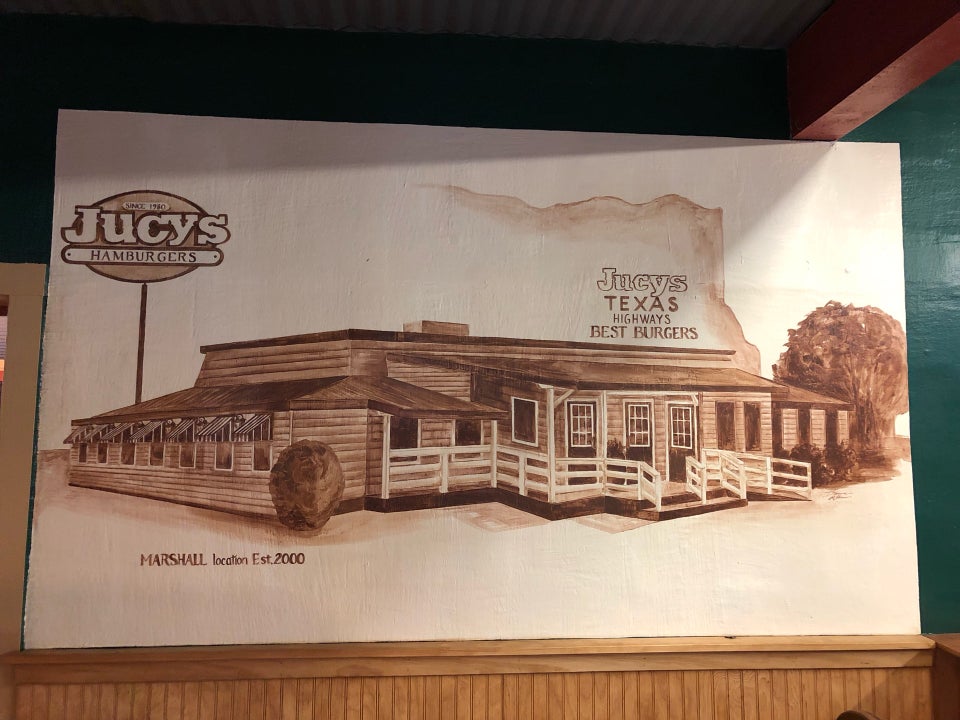 SINCE 1980
Jucys
HAMBURGERS
Jucys
TEXAS
HIGHWAYS
BEST BURGERS
MARSHALL location Est. 2000